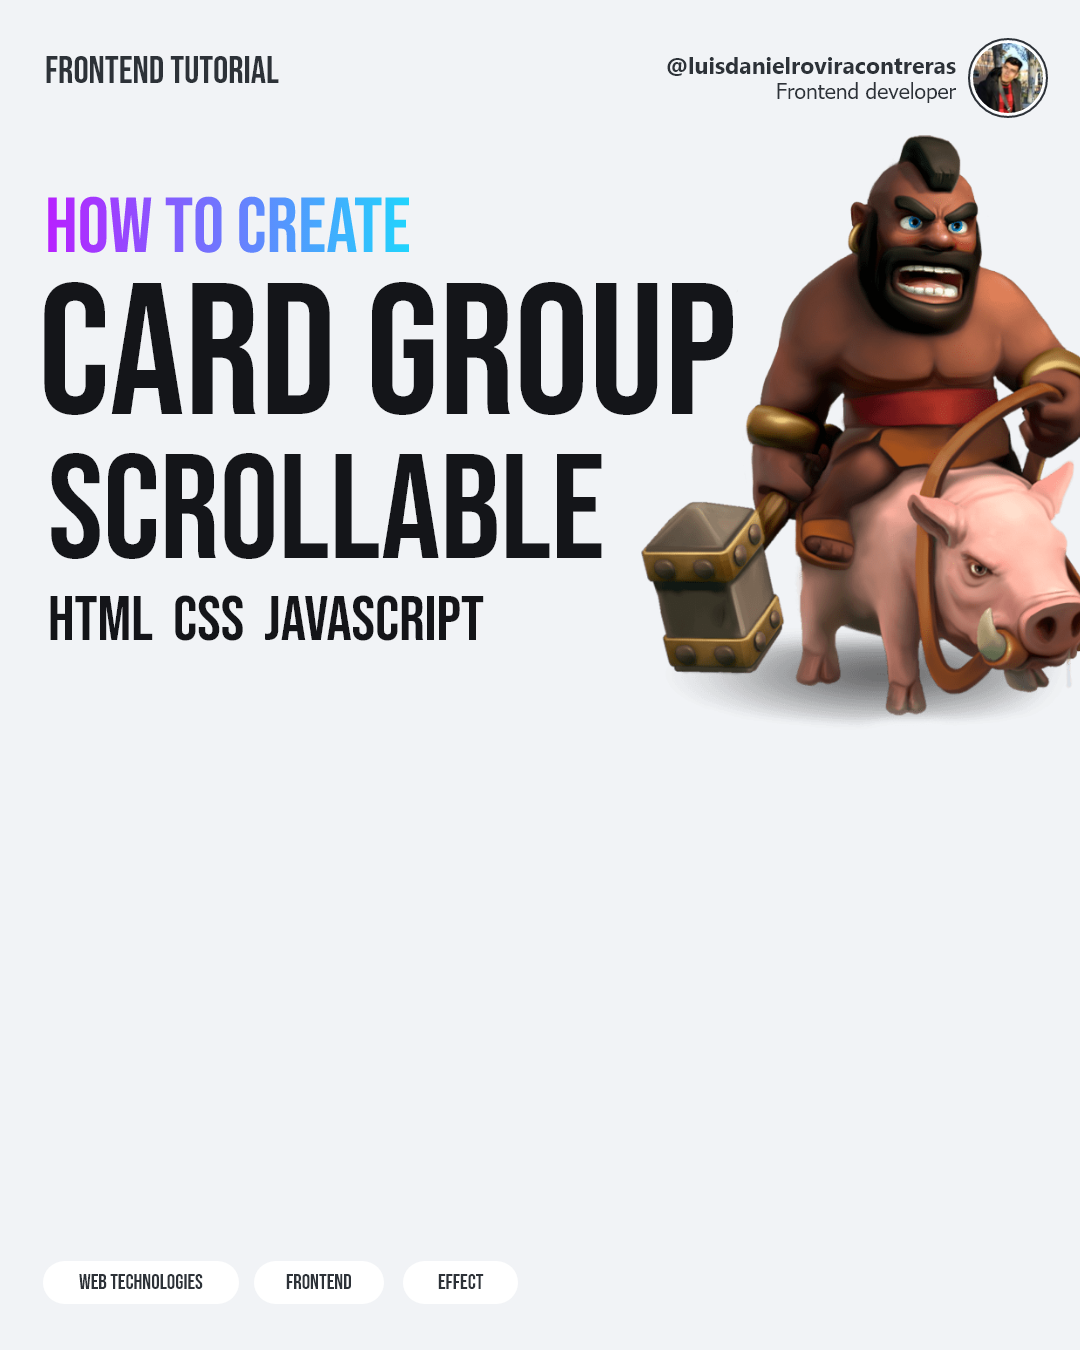 FRONTEND TUTORIAL
@luisdanielroviracontreras
Frontend developer
HOW TO CREATE
CARD GROUP
SCROLLABLE
HTML CSS JAVASCRIPT
WEB TECHNOLOGIES
FRONTEND
EFFECT